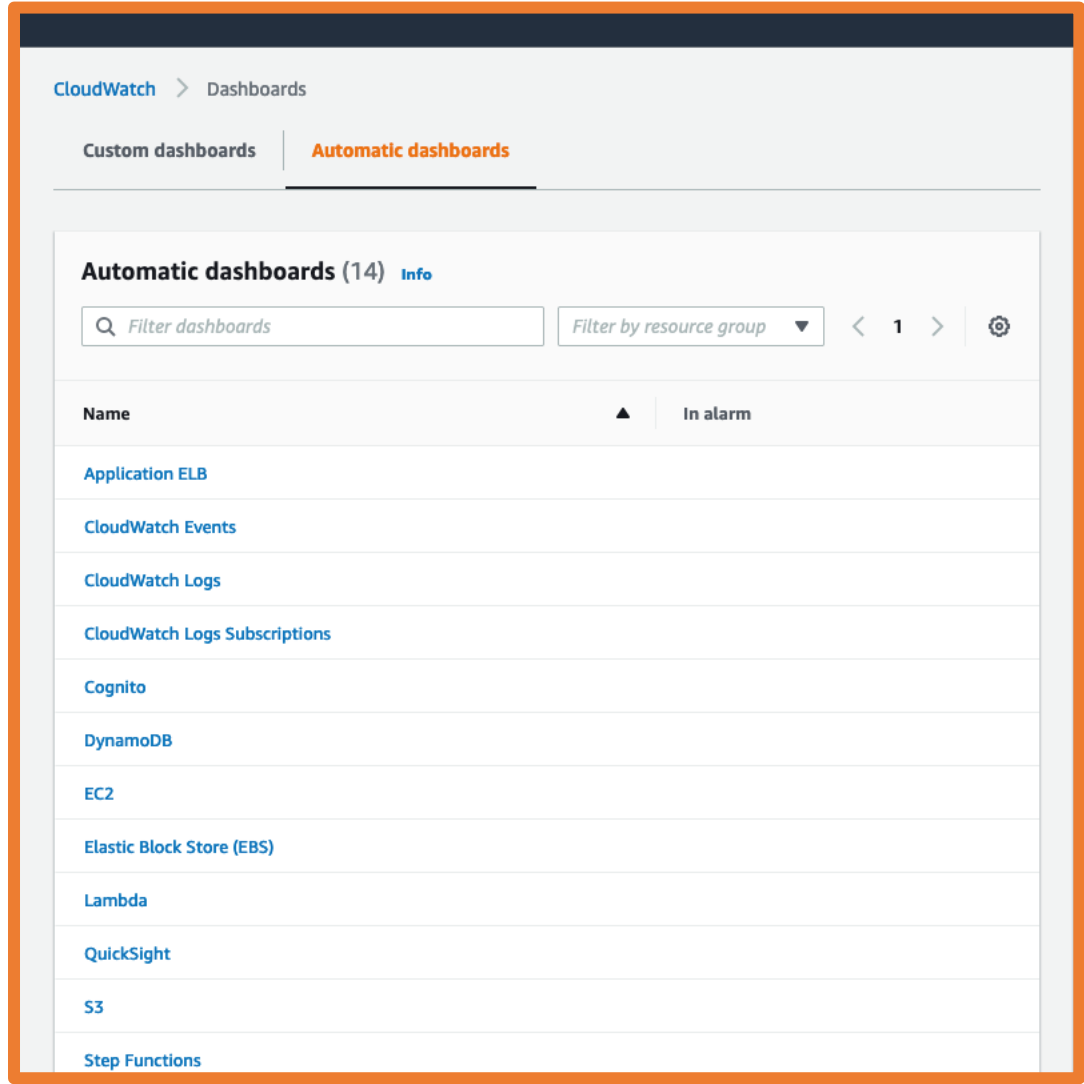 CloudWatch > Dashboards
Custom dashboards Automatic dashboards
Automatic dashboards (14) Info
Filter dashboards Filter by resource group 1
Name In alarm
Application ELB
CloudWatch Events
CloudWatch Logs
CloudWatch Logs Subscriptions
Cognito
DynamoDB
EC2
Elastic Block Store (EBS)
Lambda
QuickSight
S3
Step Functions